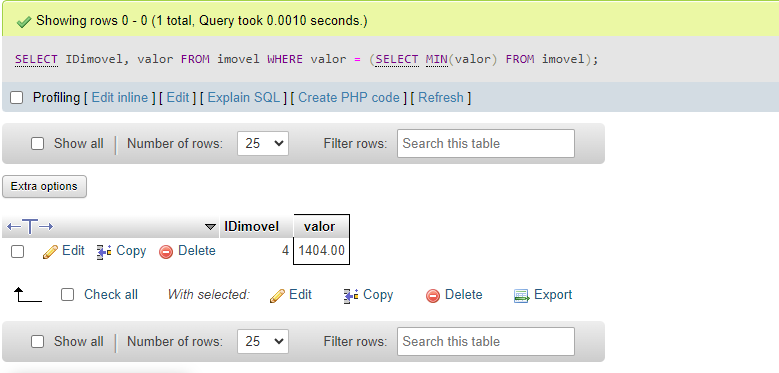 Showing rows 0 - 0 (1 total, Query took 0.0010 seconds.)
SELECT IDimovel, valor FROM imovel WHERE valor = (SELECT MIN(valor) FROM imovel);
Profiling [ Edit inline ] [ Edit ] [ Explain SQL ] [ Create PHP code ] [ Refresh ]
Show all Number of rows: 25 Filter rows: Search this table
Extra options
IDimovel valor
Edit Copy Delete 4 1404.00
Check all With selected: Edit Copy Delete Export
Show all Number of rows: 25 Filter rows: Search this table